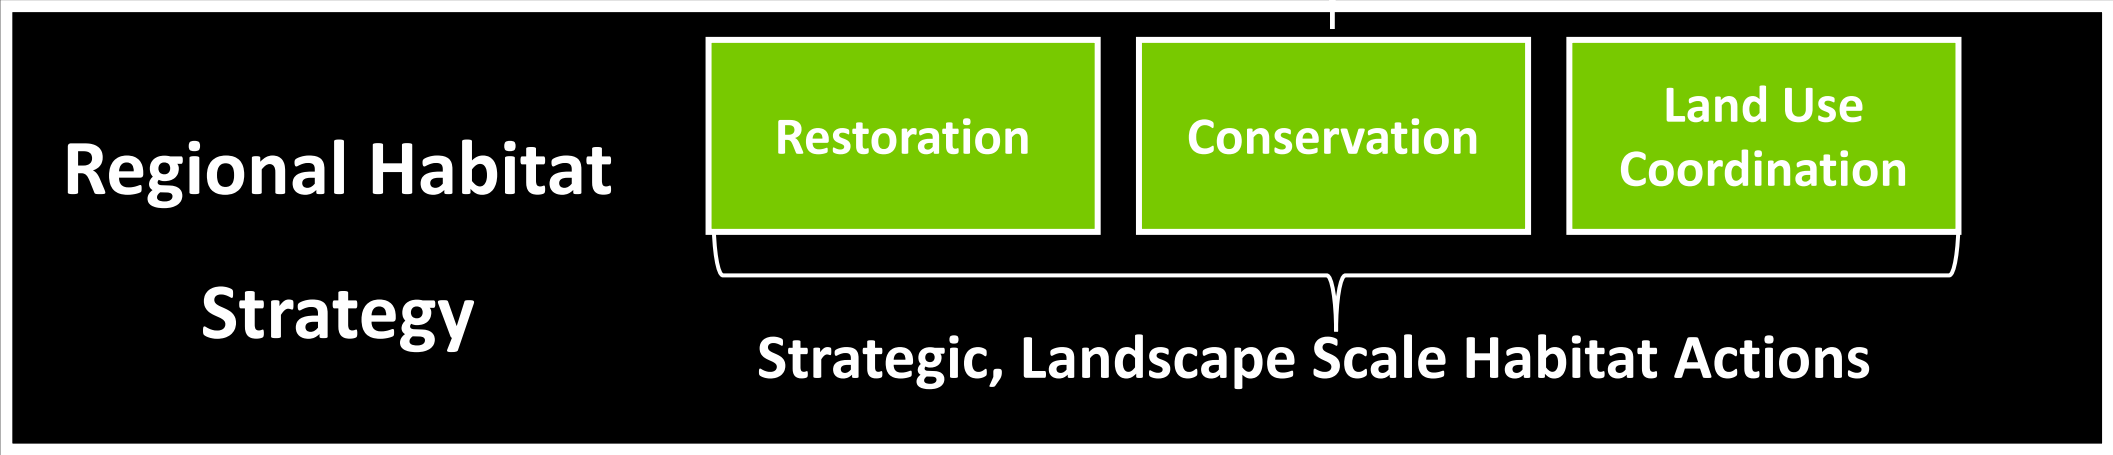 Regional Habitat
Strategy
Restoration
Conservation
Land Use
Coordination
Strategic, Landscape Scale Habitat Actions